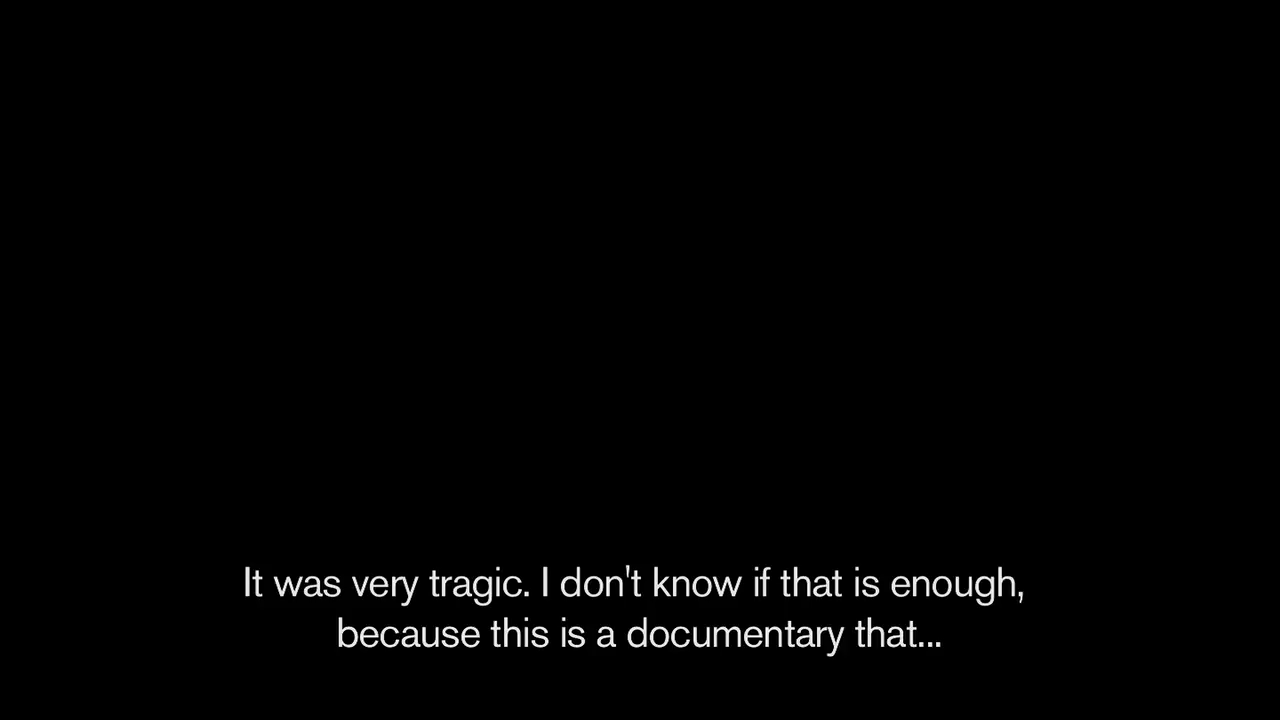 It was very tragic. I don't know if that is enough,
because this is a documentary that...